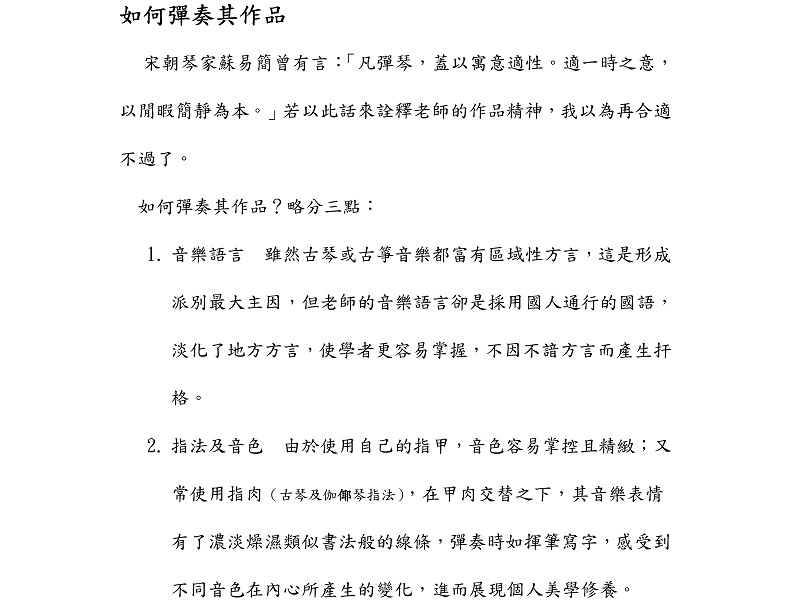 如何彈奏其作品
宋朝琴家蘇易簡曾有言：「凡彈琴，蓋以寓意適性。適一時之意，
以閒暇簡靜為本。」若以此話來詮釋老師的作品精神，我以為再合適
不過了。
如何彈奏其作品？略分三點：
1. 音樂語言　雖然古琴或古箏音樂都富有區域性方言，這是形成
派別最大主因，但老師的音樂語言卻是採用國人通行的國語，
淡化了地方方言，使學者更容易掌握，不因不諳方言而產生扞
格。
2. 指法及音色　由於使用自己的指甲，音色容易掌控且精緻；又
常使用指肉（古琴及伽倻琴指法），在甲肉交替之下，其音樂表情
有了濃淡燥濕類似書法般的線條，彈奏時如揮筆寫字，感受到
不同音色在內心所產生的變化，進而展現個人美學修養。